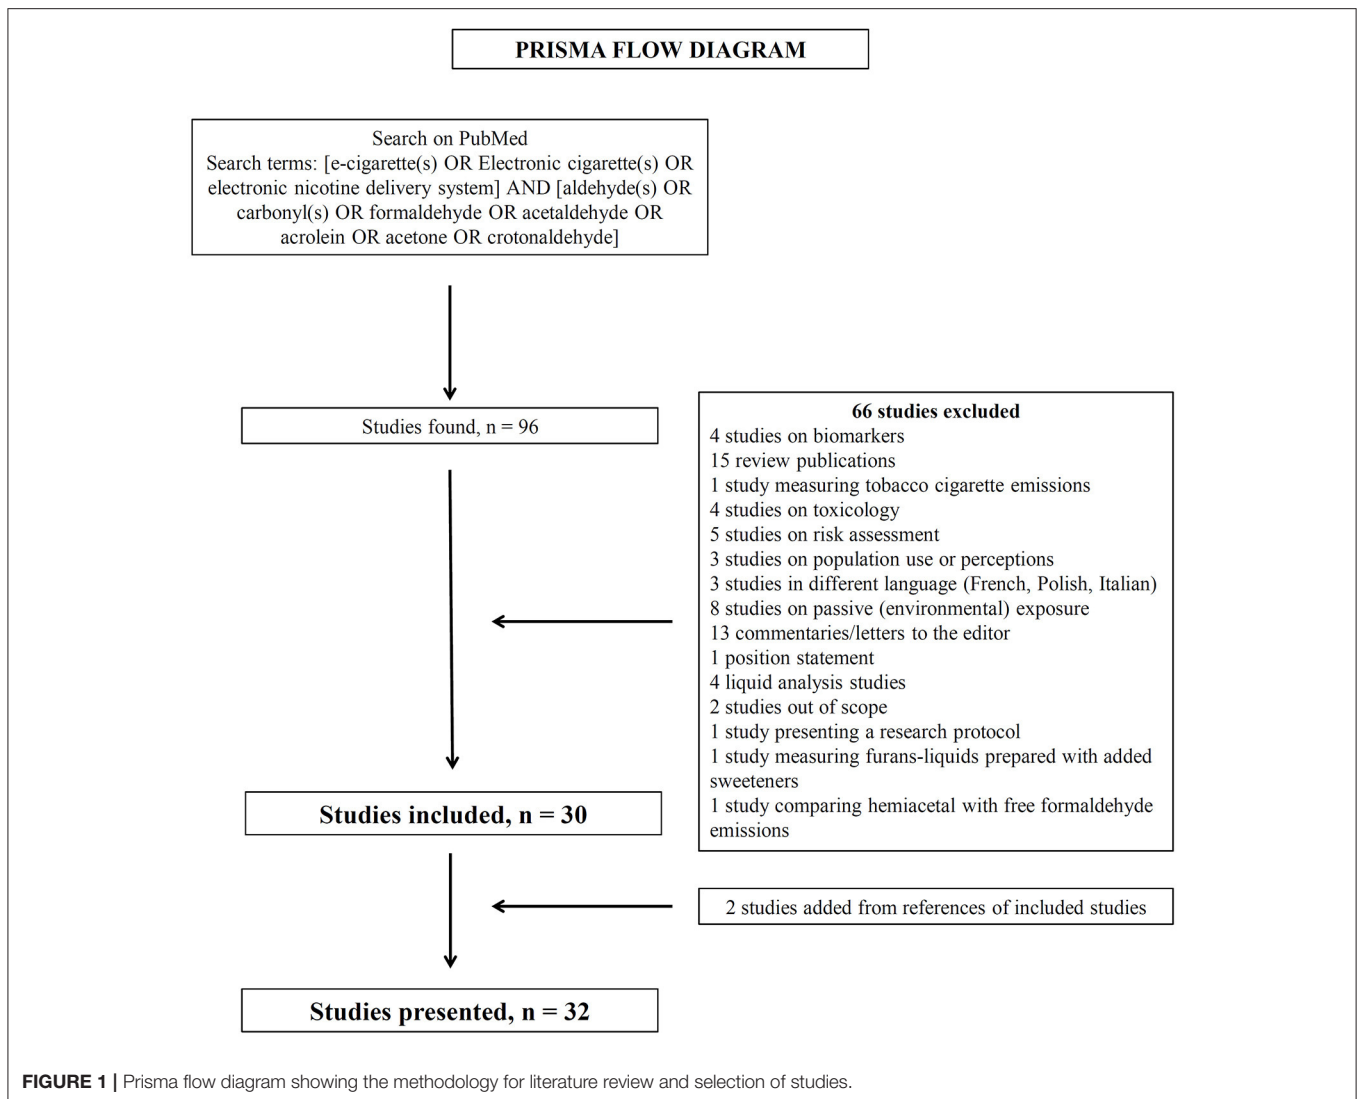 PRISMA FLOW DIAGRAM
Search on PubMed
Search terms: [e-cigarette(s) OR Electronic cigarette(s) OR
electronic nicotine delivery system] AND [aldehyde(s) OR
carbonyl(s) OR formaldehyde OR acetaldehyde OR
acrolein OR acetone OR crotonaldehyde]
Studies found, n = 96
66 studies excluded
4 studies on biomarkers
15 review publications
1 study measuring tobacco cigarette emissions
4 studies on toxicology
5 studies on risk assessment
3 studies on population use or perceptions
3 studies in different language (French, Polish, Italian)
8 studies on passive (environmental) exposure
13 commentaries/letters to the editor
1 position statement
4 liquid analysis studies
2 studies out of scope
1 study presenting a research protocol
1 study measuring furans-liquids prepared with added
sweeteners
1 study comparing hemiacetal with free formaldehyde
emissions
Studies included, n = 30
2 studies added from references of included studies
Studies presented, n = 32
FIGURE 1 | Prisma flow diagram showing the methodology for literature review and selection of studies.